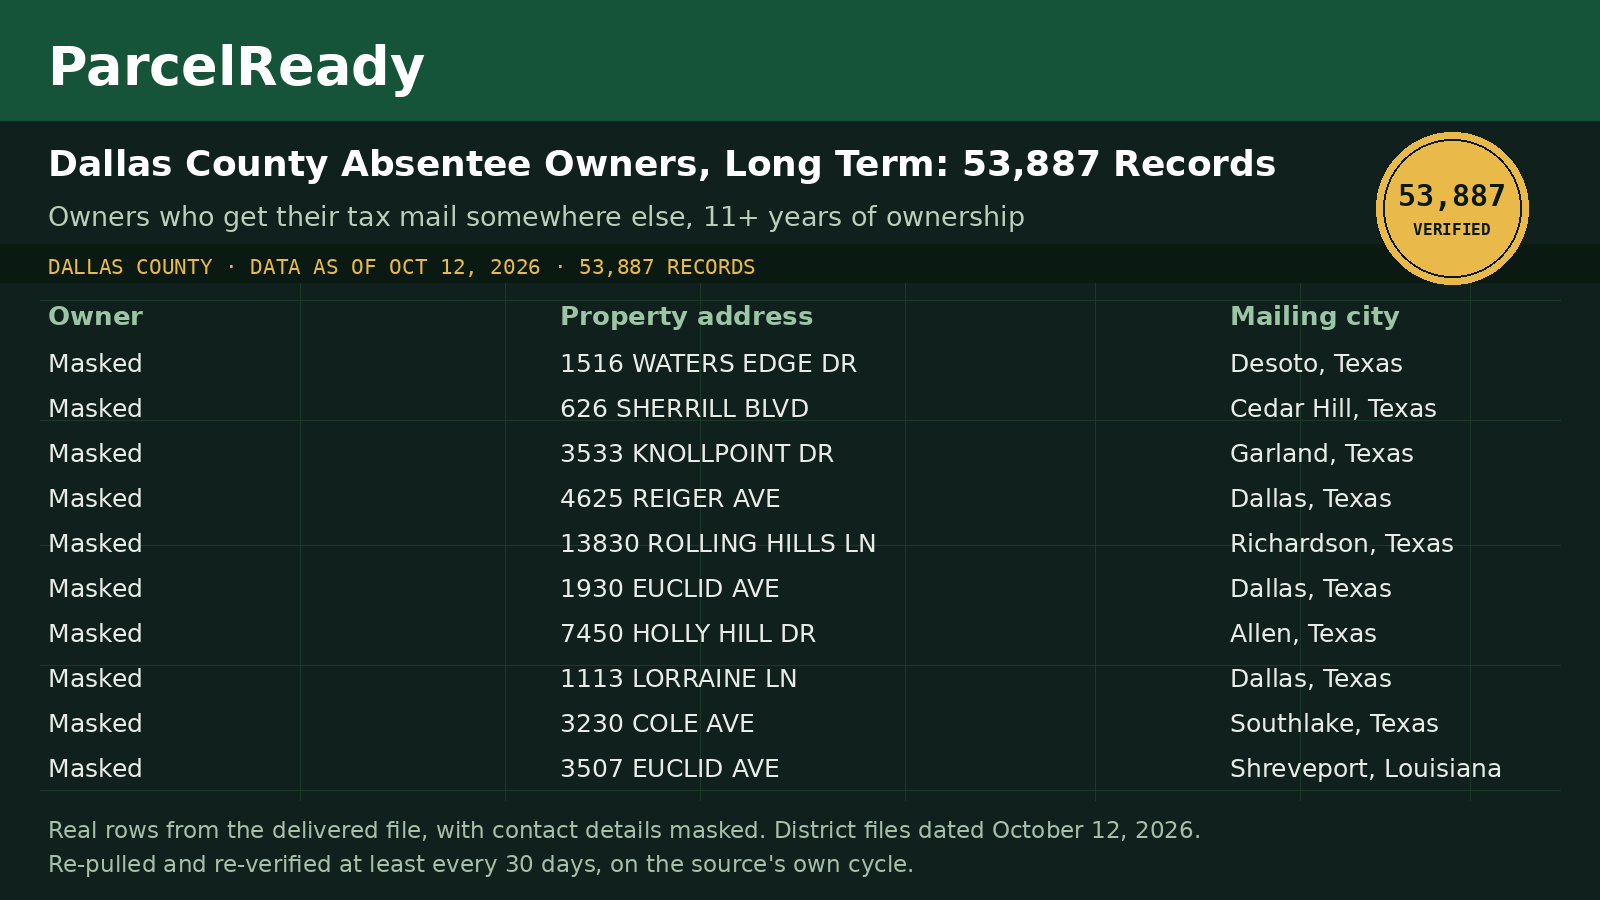 ParcelReady
Dallas County Absentee Owners, Long Term: 53,887 Records
Owners who get their tax mail somewhere else, 11+ years of ownership
53,887
VERIFIED
DALLAS COUNTY · DATA AS OF OCT 12, 2026 · 53,887 RECORDS
Owner Property address Mailing city
Masked 1516 WATERS EDGE DR Desoto, Texas
Masked 626 SHERRILL BLVD Cedar Hill, Texas
Masked 3533 KNOLLPOINT DR Garland, Texas
Masked 4625 REIGER AVE Dallas, Texas
Masked 13830 ROLLING HILLS LN Richardson, Texas
Masked 1930 EUCLID AVE Dallas, Texas
Masked 7450 HOLLY HILL DR Allen, Texas
Masked 1113 LORRAINE LN Dallas, Texas
Masked 3230 COLE AVE Southlake, Texas
Masked 3507 EUCLID AVE Shreveport, Louisiana
Real rows from the delivered file, with contact details masked. District files dated October 12, 2026.
Re-pulled and re-verified at least every 30 days, on the source's own cycle.